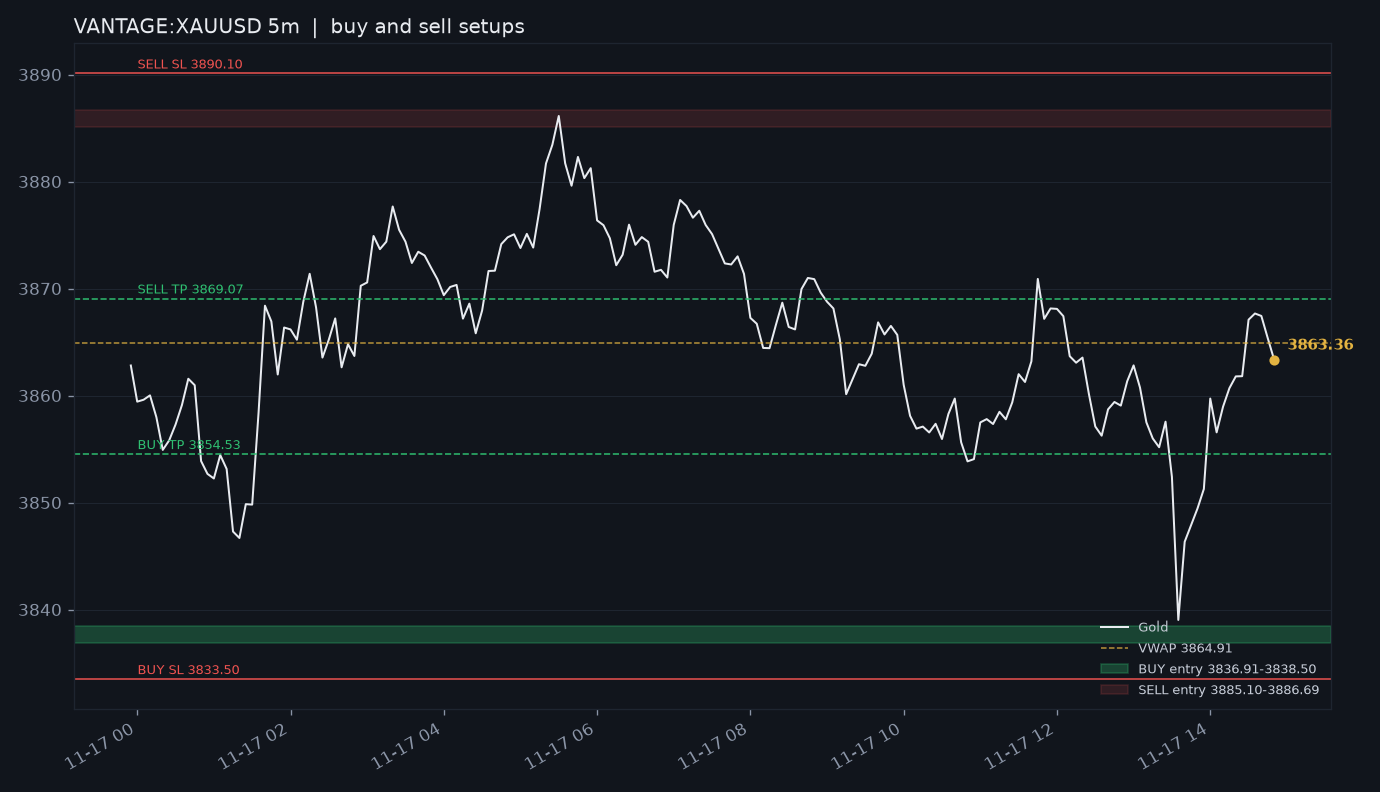 VANTAGE:XAUUSD 5m | buy and sell setups
3890
SELL SL 3890.10
3880
3870
SELL TP 3869.07
3863.36
3860
BUY TP 3854.53
3850
3840
Gold
VWAP 3864.91
BUY entry 3836.91-3838.50
SELL entry 3885.10-3886.69
BUY SL 3833.50
11-17 00
11-17 02
11-17 04
11-17 06
11-17 08
11-17 10
11-17 12
11-17 14